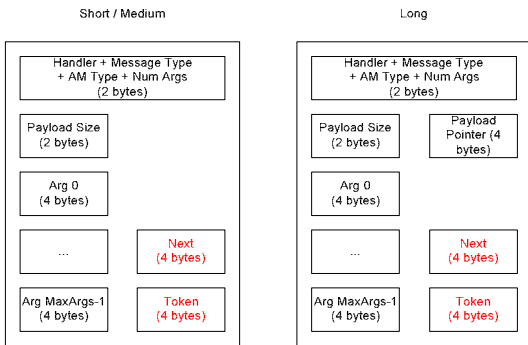 Short / Medium
Handler + Message Type
+ AM Type + Num Args
(2 bytes)
Payload Size
(2 bytes)
Arg 0
(4 bytes)
...
Next
(4 bytes)
Arg MaxArgs-1
(4 bytes)
Token
(4 bytes)
Long
Handler + Message Type
+ AM Type + Num Args
(2 bytes)
Payload Size
(2 bytes)
Payload
Pointer (4
bytes)
Arg 0
(4 bytes)
...
Next
(4 bytes)
Arg MaxArgs-1
(4 bytes)
Token
(4 bytes)